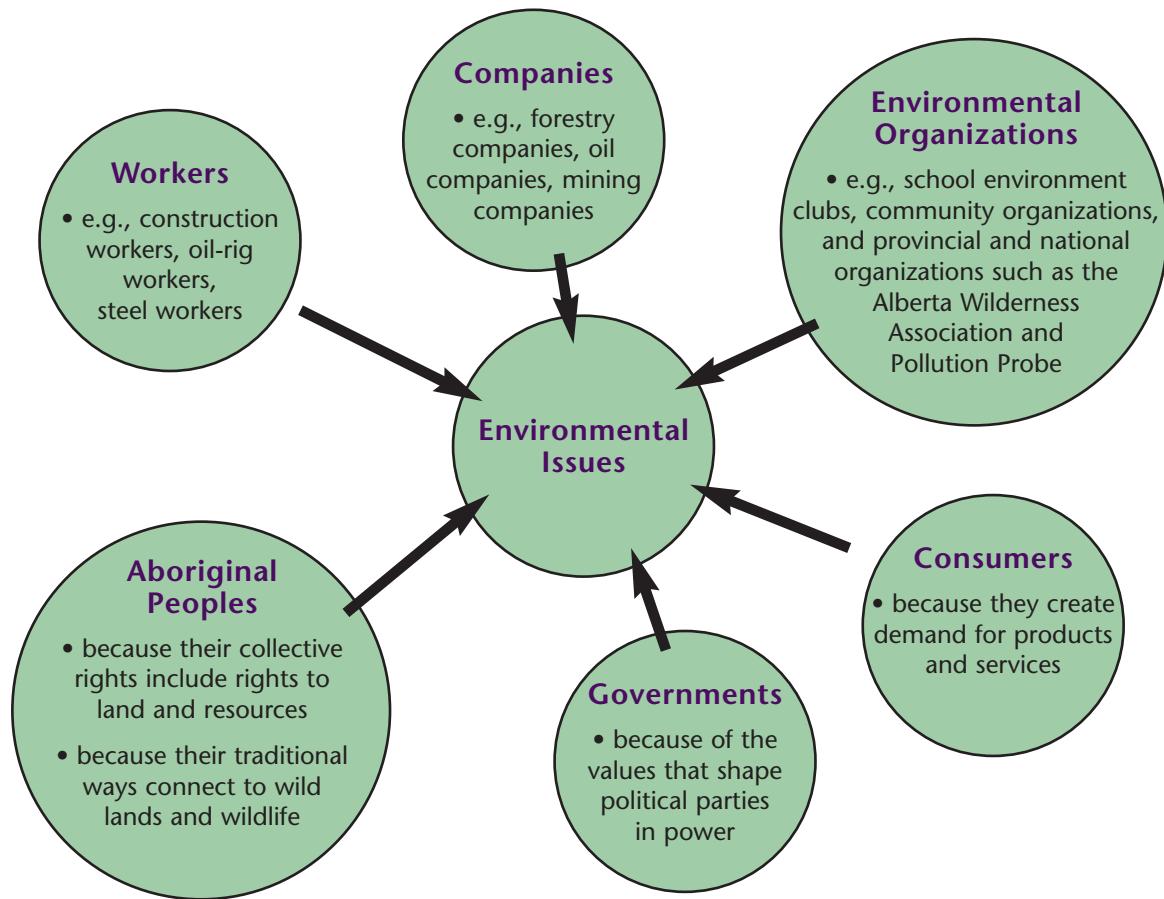 Companies
• e.g., forestry
companies, oil
companies, mining
companies
Environmental
Organizations
• e.g., school environment
clubs, community organizations,
and provincial and national
organizations such as the
Alberta Wilderness
Association and
Pollution Probe
Workers
• e.g., construction
workers, oil-rig
workers,
steel workers
Environmental
Issues
Aboriginal
Peoples
• because their collective
rights include rights to
land and resources
• because their traditional
ways connect to wild
lands and wildlife
Governments
• because of the
values that shape
political parties
in power
Consumers
• because they create
demand for products
and services